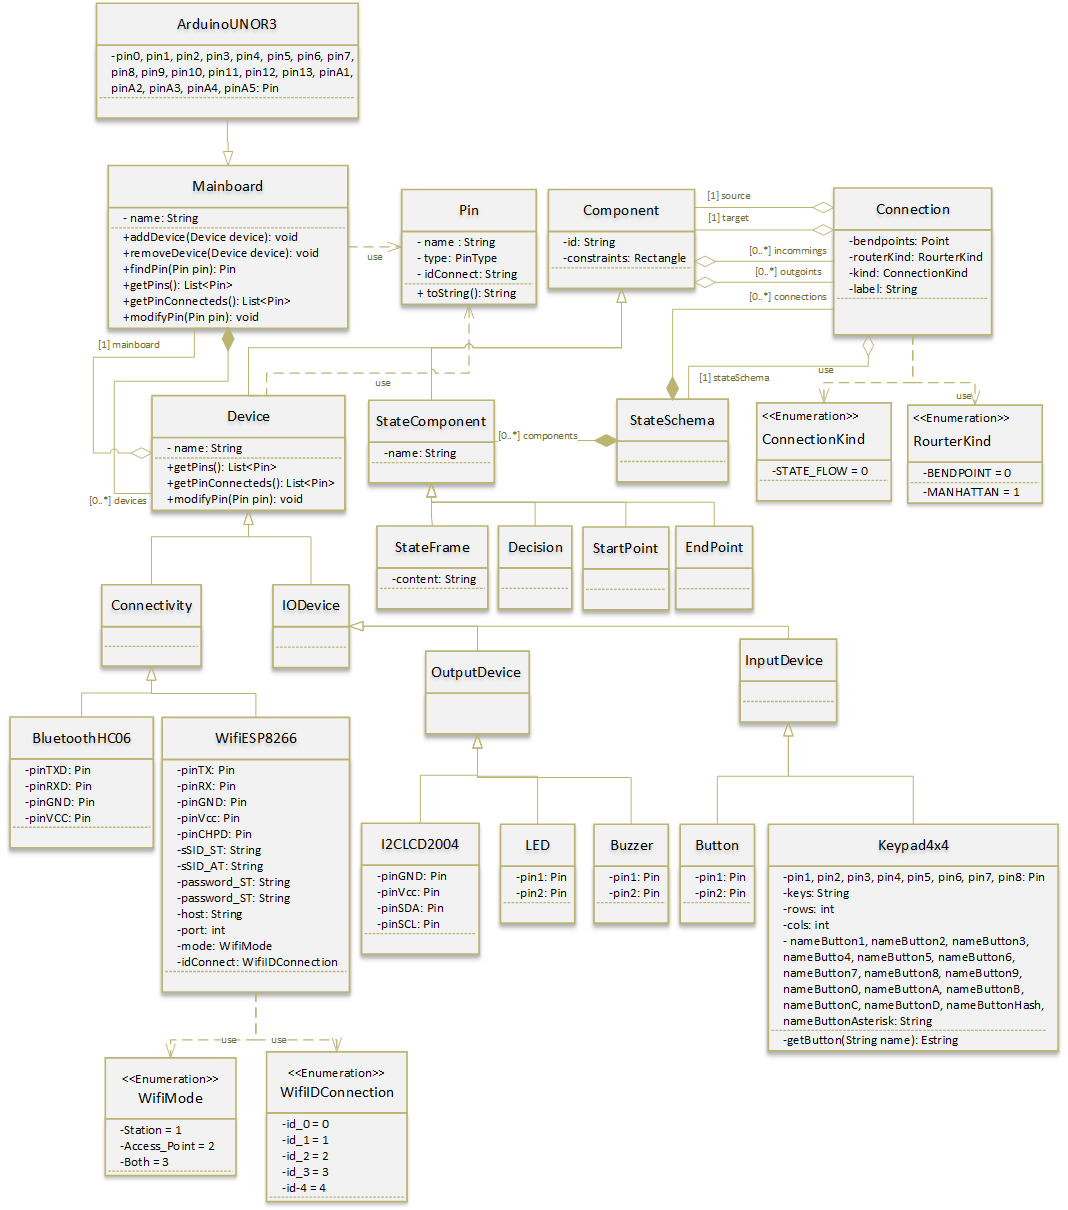 ArduinoUNOR3
-pin0, pin1, pin2, pin3, pin4, pin5, pin6, pin7,
pin8, pin9, pin10, pin11, pin12, pin13, pinA1,
pinA2, pinA3, pinA4, pinA5: Pin
Mainboard
- name: String
+addDevice(Device device): void
+removeDevice(Device device): void
+findPin(Pin pin): Pin
+getPins(): List<Pin>
+getPinConnecteds(): List<Pin>
+modifyPin(Pin pin): void
use
Pin
- name : String
- type: PinType
- idConnect: String
+ toString(): String
Component
-id: String
-constraints: Rectangle
[1] source
[1] target
[0..*] incommings
[0..*] outgoints
[0..*] connections
Connection
-bendpoints: Point
-routerKind: RourterKind
-kind: ConnectionKind
-label: String
[1] mainboard
[0..*] devices
use
Device
- name: String
+getPins(): List<Pin>
+getPinConnecteds(): List<Pin>
+modifyPin(Pin pin): void
StateComponent
-name: String
[0..*] components
StateSchema
[1] stateSchema
use
use
<<Enumeration>>
ConnectionKind
-STATE_FLOW = 0
<<Enumeration>>
RourterKind
-BENDPOINT = 0
-MANHATTAN = 1
StateFrame
-content: String
Decision
StartPoint
EndPoint
Connectivity
IODevice
OutputDevice
InputDevice
BluetoothHC06
-pinTXD: Pin
-pinRXD: Pin
-pinGND: Pin
-pinVCC: Pin
WifiESP8266
-pinTX: Pin
-pinRX: Pin
-pinGND: Pin
-pinVcc: Pin
-pinCHPD: Pin
-sSID_ST: String
-sSID_AT: String
-password_ST: String
-password_ST: String
-host: String
-port: int
-mode: WifiMode
-idConnect: WifiIDConnection
I2CLCD2004
-pinGND: Pin
-pinVcc: Pin
-pinSDA: Pin
-pinSCL: Pin
LED
-pin1: Pin
-pin2: Pin
Buzzer
-pin1: Pin
-pin2: Pin
Button
-pin1: Pin
-pin2: Pin
Keypad4x4
-pin1, pin2, pin3, pin4, pin5, pin6, pin7, pin8: Pin
-keys: String
-rows: int
-cols: int
- nameButton1, nameButton2, nameButton3,
nameButto4, nameButton5, nameButton6,
nameButton7, nameButton8, nameButton9,
nameButton0, nameButtonA, nameButtonB,
nameButtonC, nameButtonD, nameButtonHash,
nameButtonAsterisk: String
-getButton(String name): Estring
use
use
<<Enumeration>>
WifiMode
-Station = 1
-Access_Point = 2
-Both = 3
<<Enumeration>>
WifiIDConnection
-id_0 = 0
-id_1 = 1
-id_2 = 2
-id_3 = 3
-id-4 = 4